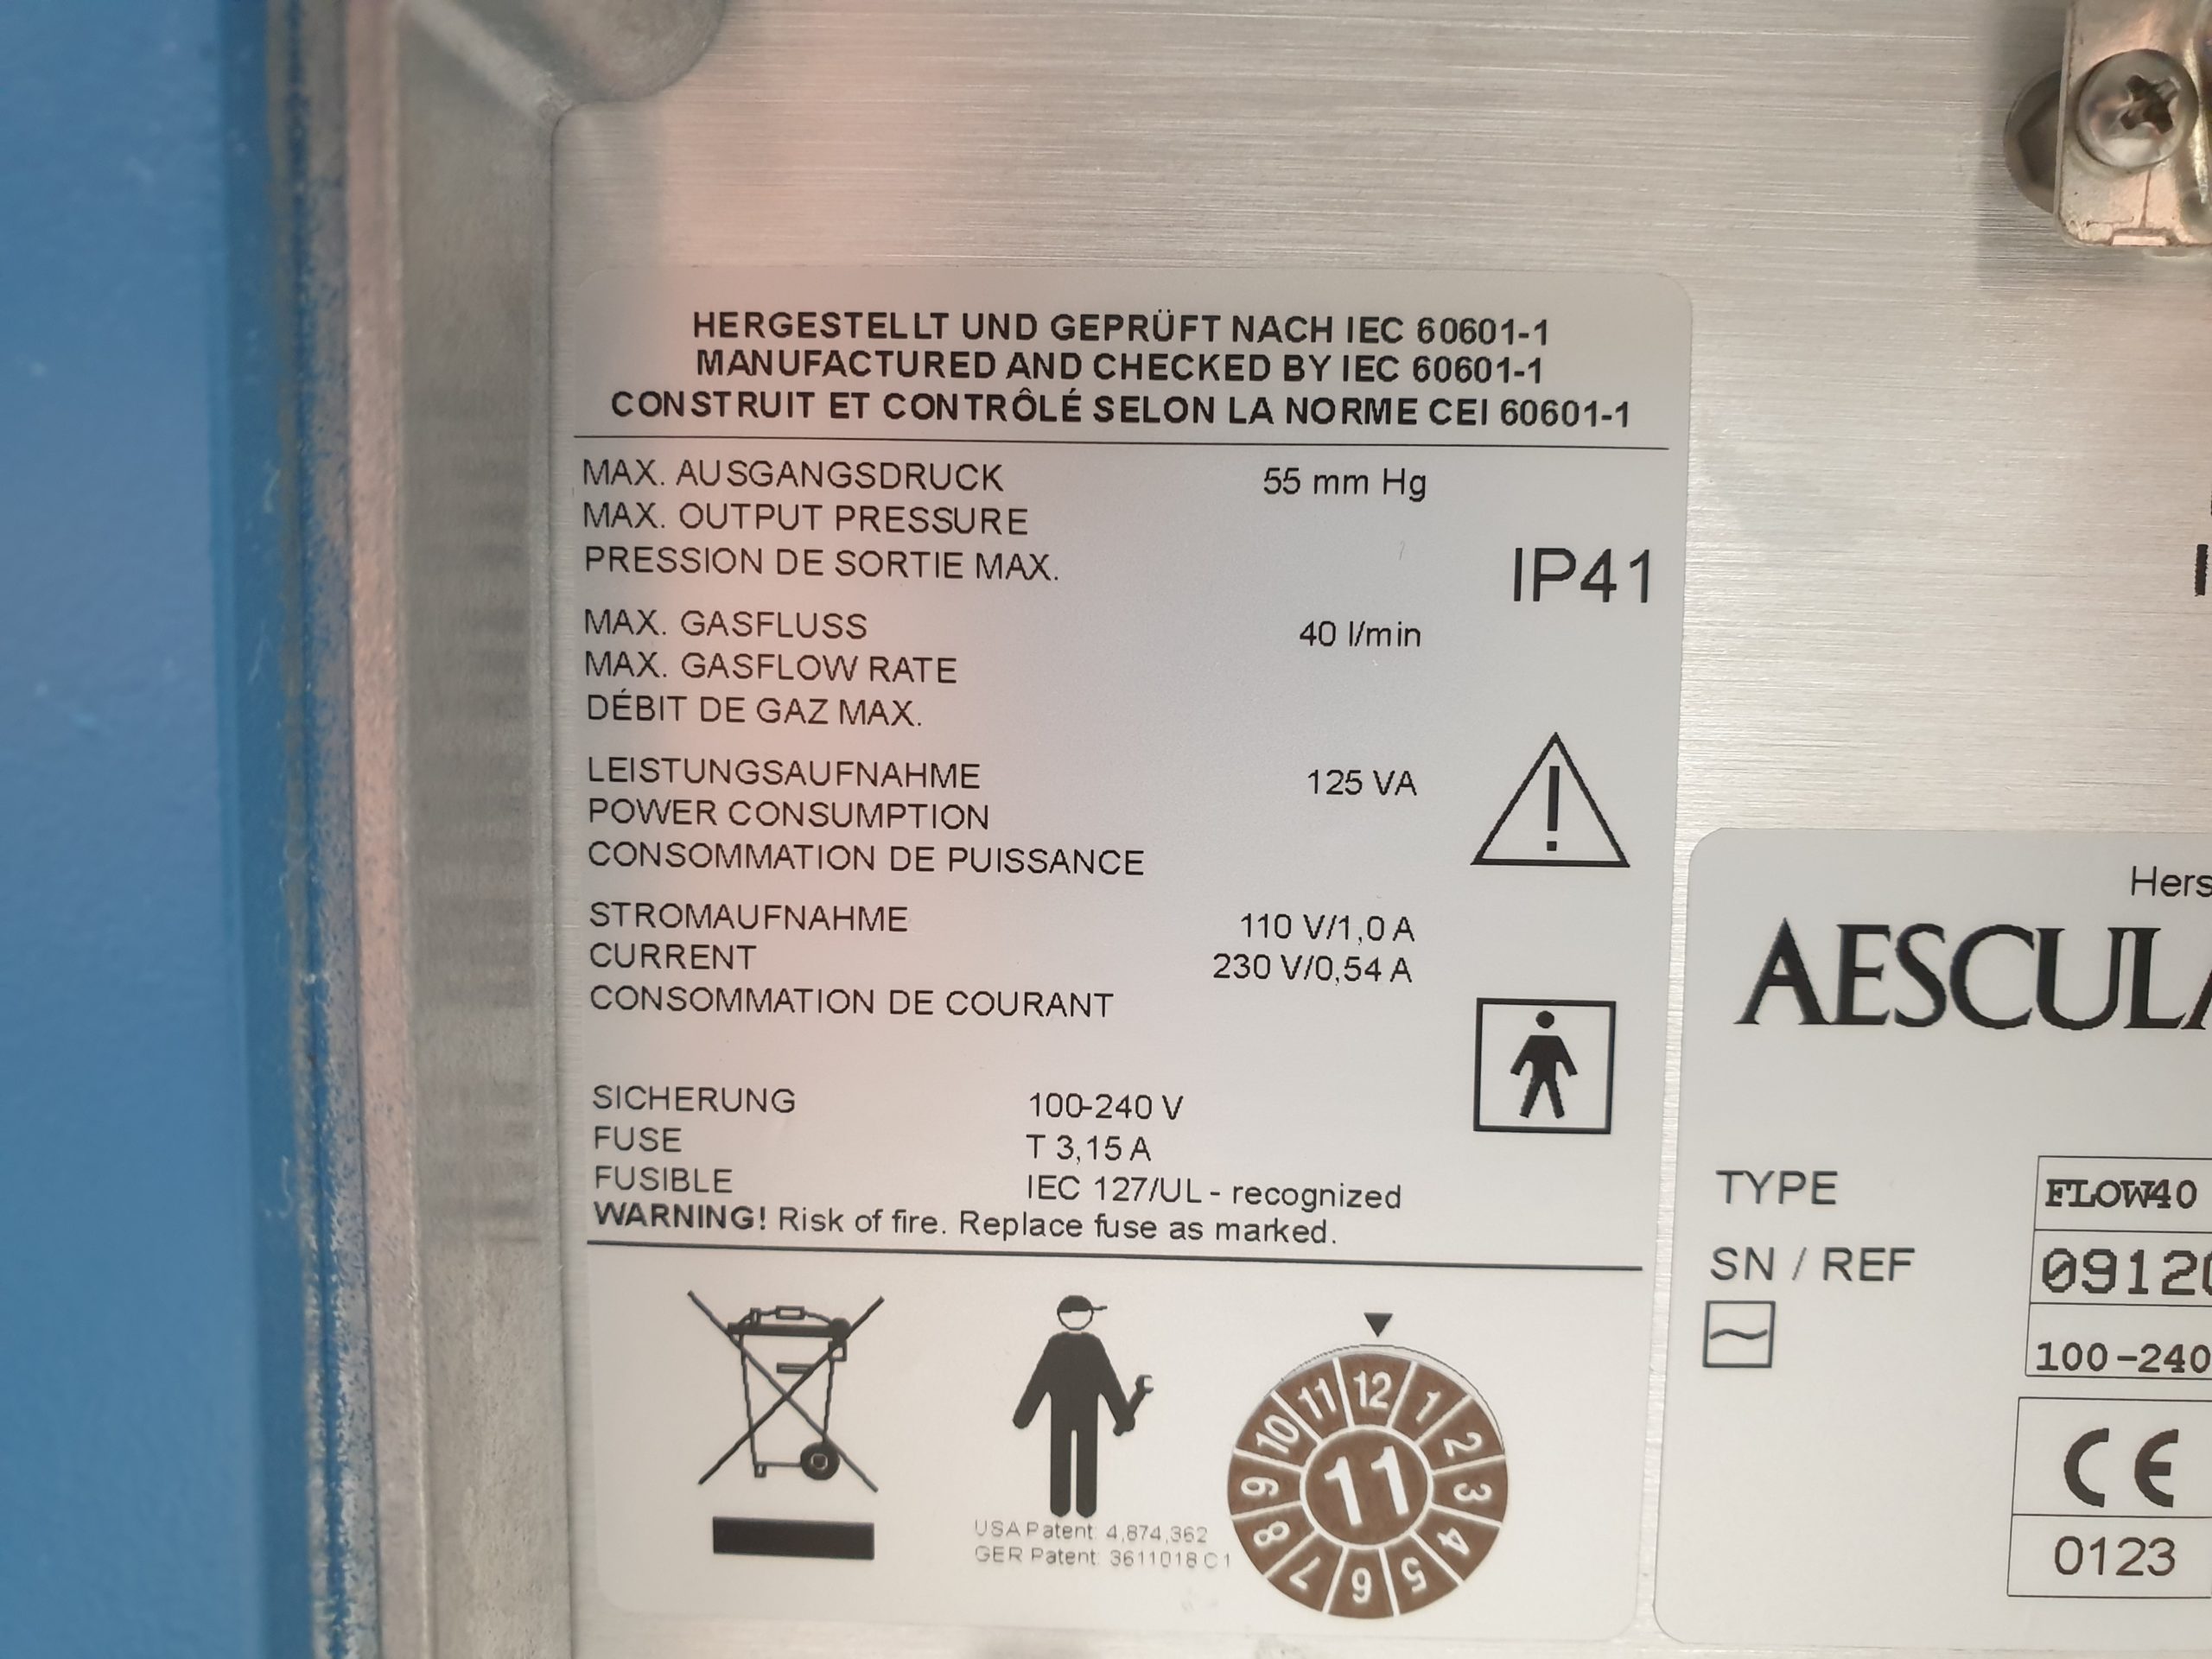 HERGESTELLT UND GEPRÜFT NACH IEC 60601-1
MANUFACTURED AND CHECKED BY IEC 60601-1
CONSTRUIT ET CONTRÔLÉ SELON LA NORME CEI 60601-1
MAX. AUSGANGSDRUCK 55 mm Hg
MAX. OUTPUT PRESSURE
PRESSION DE SORTIE MAX.
IP41
MAX. GASFLUSS 40 l/min
MAX. GASFLOW RATE
DÉBIT DE GAZ MAX.
LEISTUNGSAUFNAHME 125 VA
POWER CONSUMPTION
CONSOMMATION DE PUISSANCE
STROMAUFNAHME 110 V/1,0 A
CURRENT 230 V/0,54 A
CONSOMMATION DE COURANT
SICHERUNG 100-240 V
FUSE T 3,15 A
FUSIBLE IEC 127/UL - recognized
WARNING! Risk of fire. Replace fuse as marked.
USA Patent: 4,874,362
GER Patent: 3611018 C1
12 1 2 3 4 5 6 7 8 9 10 11
11
TYPE FLOW40
SN / REF
100-240
CE
0123